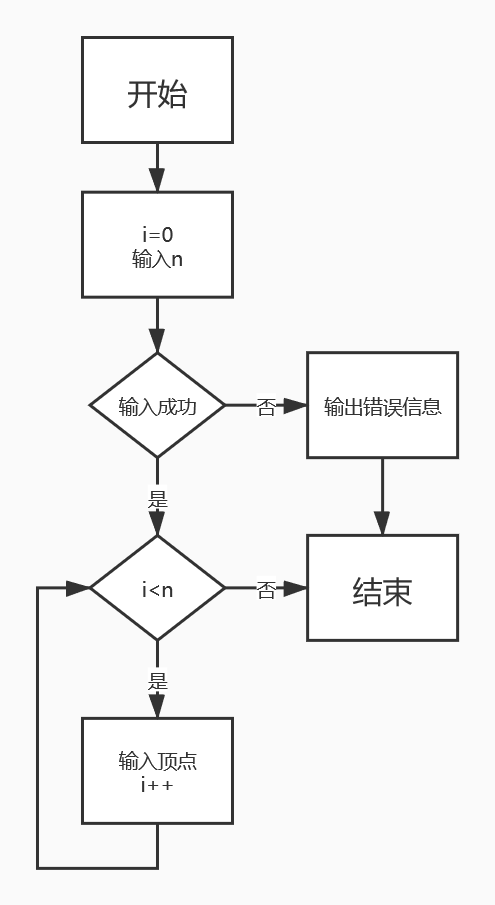 开始
i=0
输入n
输入成功
否
输出错误信息
是
i<n
否
结束
是
输入顶点
i++